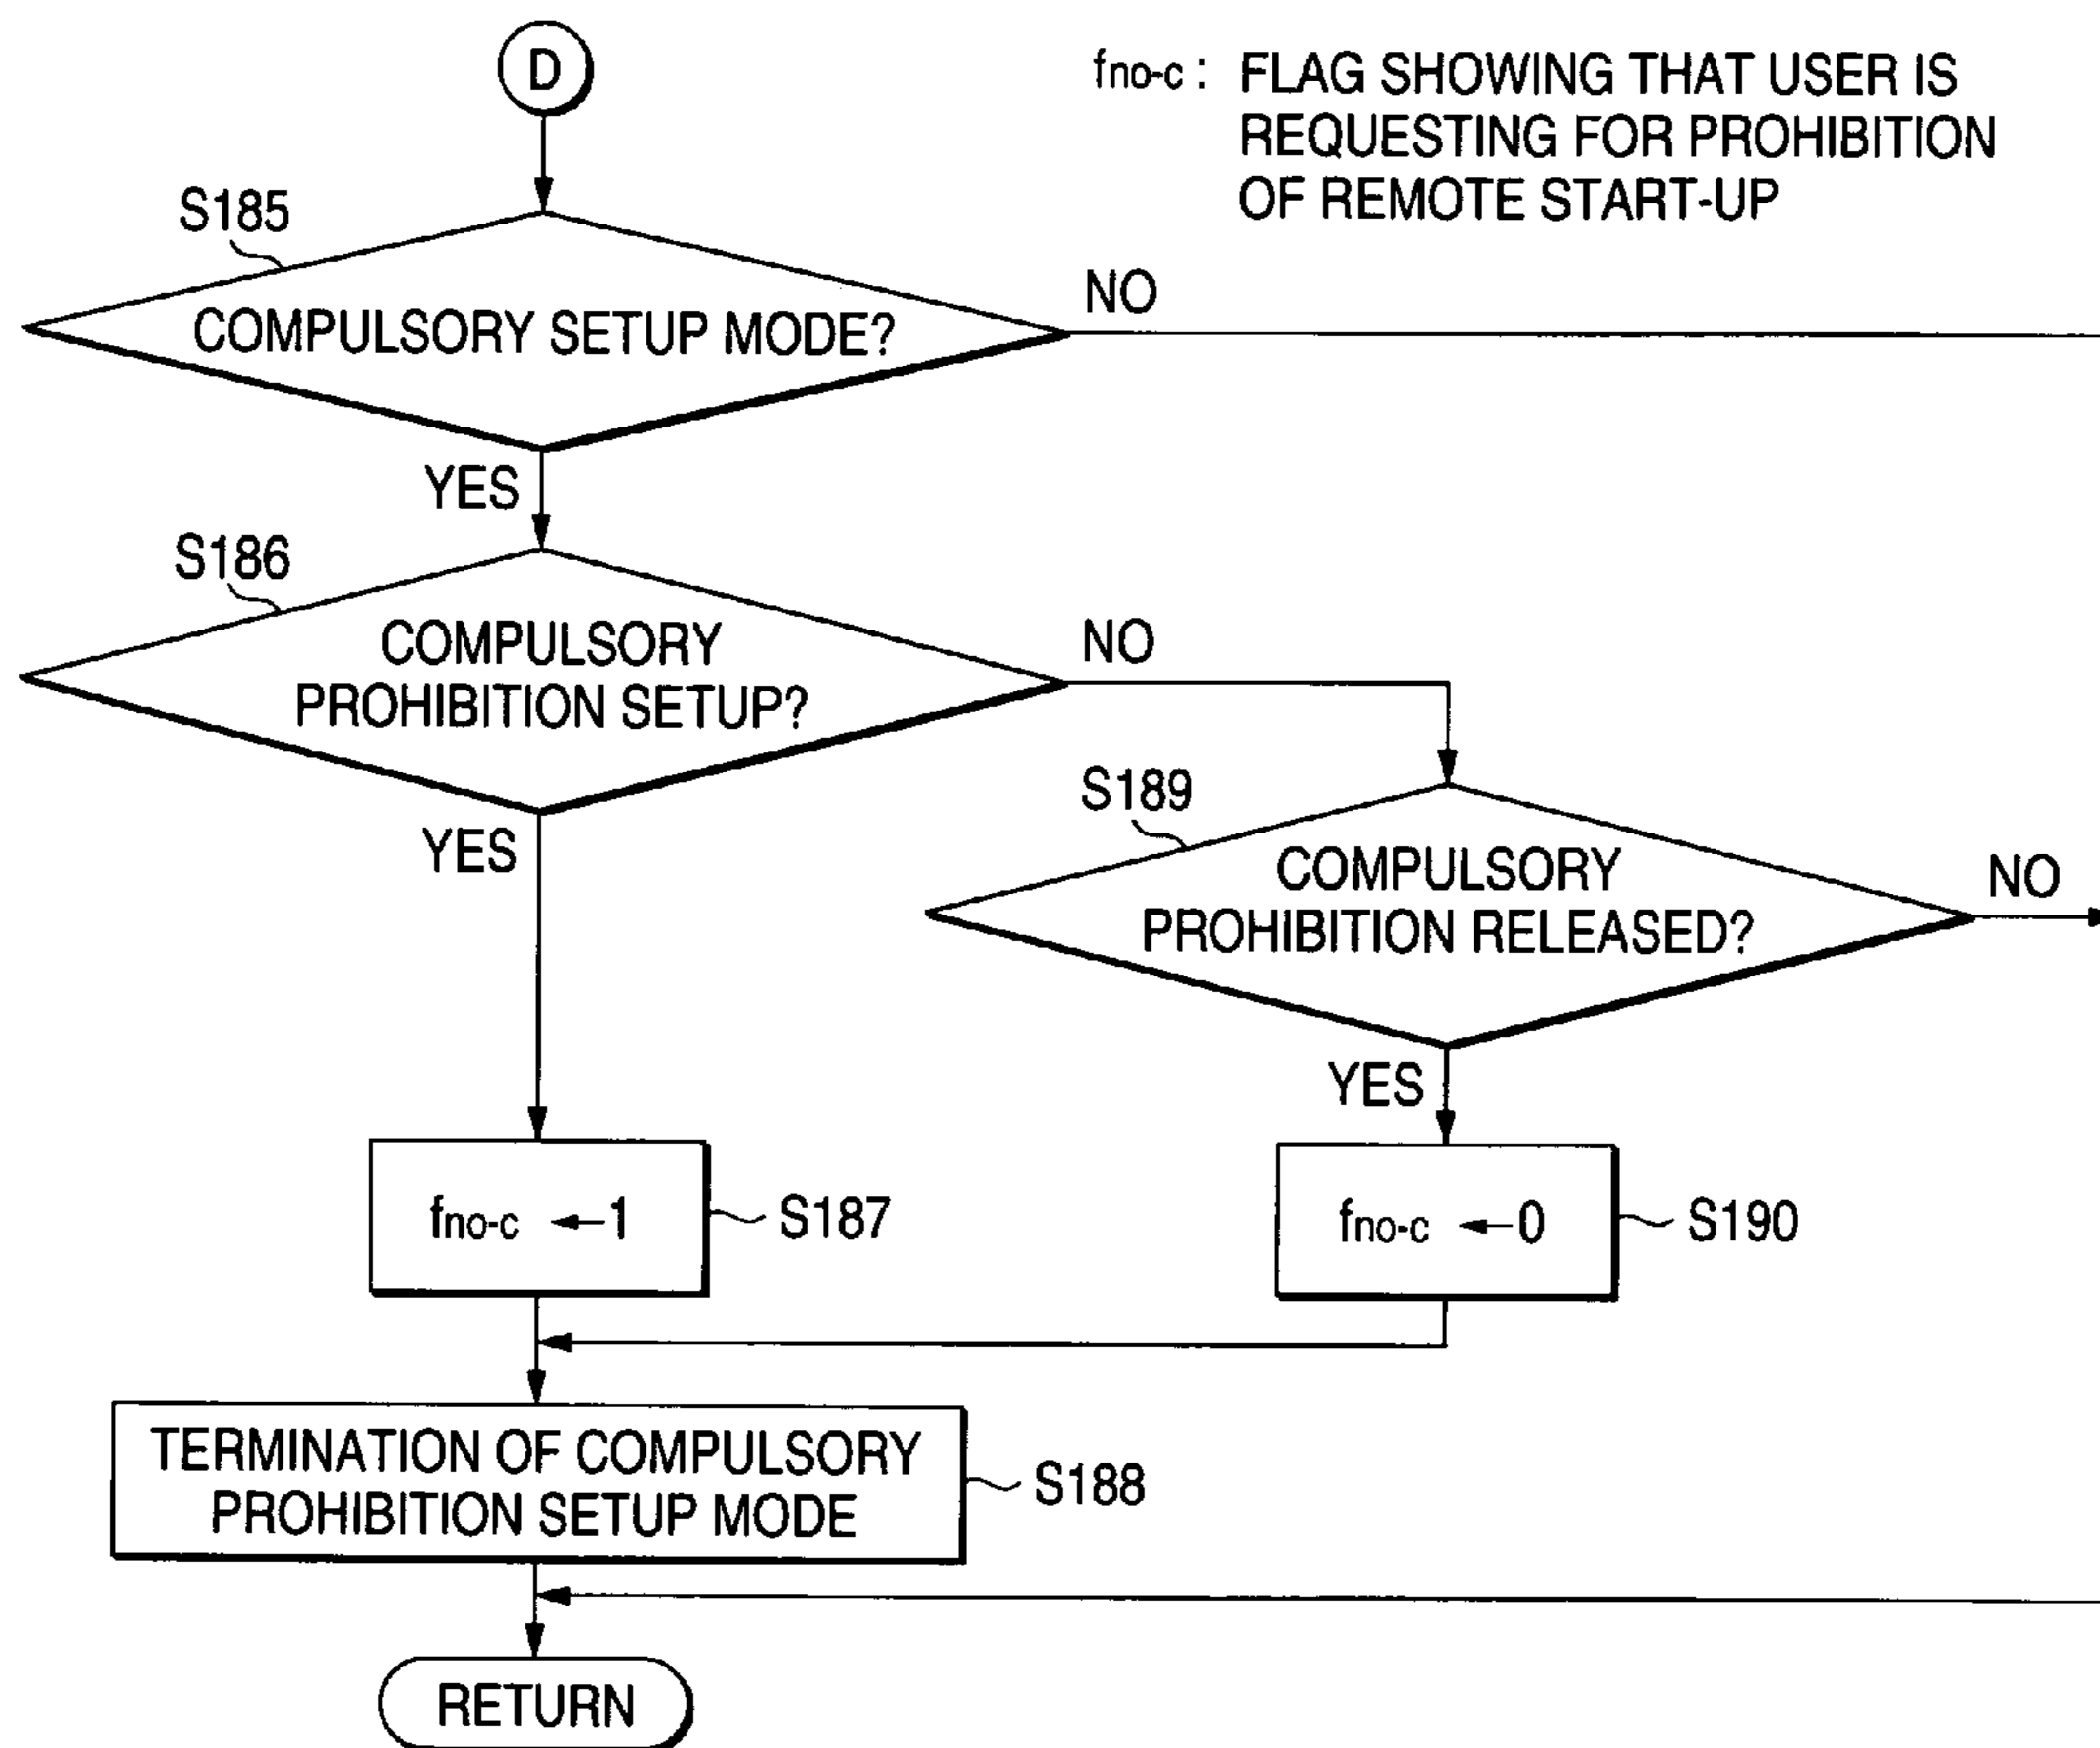 D
fno-c : FLAG SHOWING THAT USER IS
REQUESTING FOR PROHIBITION
OF REMOTE START-UP
S185
COMPULSORY SETUP MODE?
NO
YES
S186
COMPULSORY
PROHIBITION SETUP?
NO
YES
S189
COMPULSORY
PROHIBITION RELEASED?
NO
YES
fno-c ←1
S187
fno-c ←0
S190
TERMINATION OF COMPULSORY
PROHIBITION SETUP MODE
S188
RETURN